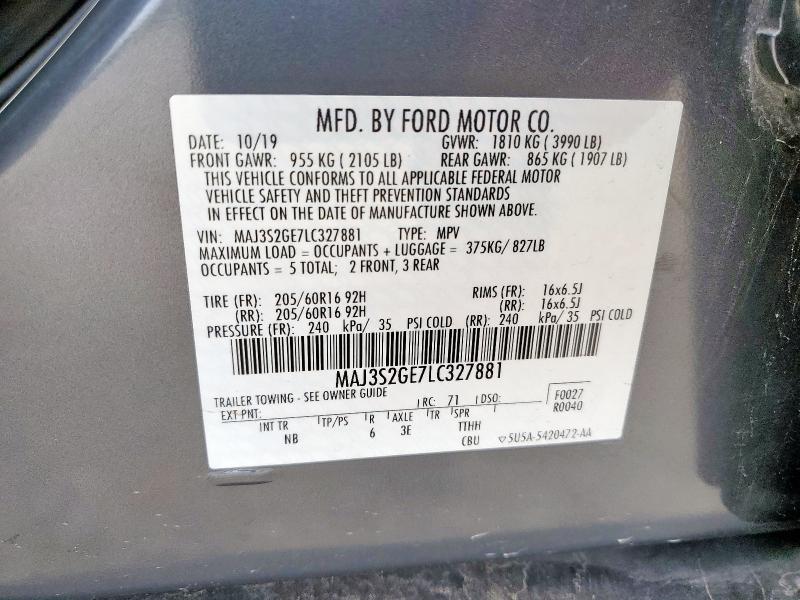 MFD. BY FORD MOTOR CO.
DATE: 10/19 GVWR: 1810 KG ( 3990 LB)
FRONT GAWR: 955 KG ( 2105 LB) REAR GAWR: 865 KG ( 1907 LB)
THIS VEHICLE CONFORMS TO ALL APPLICABLE FEDERAL MOTOR
VEHICLE SAFETY AND THEFT PREVENTION STANDARDS
IN EFFECT ON THE DATE OF MANUFACTURE SHOWN ABOVE.
VIN: MAJ3S2GE7LC327881 TYPE: MPV
MAXIMUM LOAD = OCCUPANTS + LUGGAGE = 375KG/ 827LB
OCCUPANTS = 5 TOTAL; 2 FRONT, 3 REAR
TIRE (FR): 205/60R16 92H RIMS (FR): 16x6.5J
(RR): 205/60R16 92H (RR): 16x6.5J
PRESSURE (FR): 240 kPa/ 35 PSI COLD (RR): 240 kPa/ 35 PSI COLD
MAJ3S2GE7LC327881
TRAILER TOWING - SEE OWNER GUIDE
EXT PNT: RC: 71 DSO: F0027
R0040
INT TR TP/PS R AXLE TR SPR
NB 6 3E TTHH
CBU 5U5A-5420472-AA